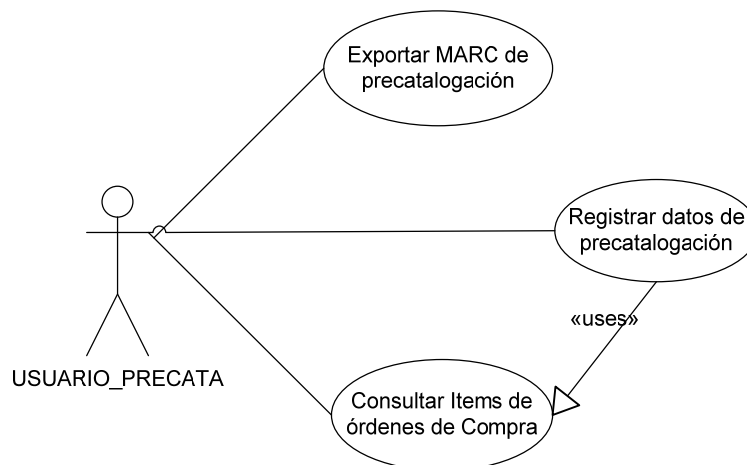 Exportar MARC de
precatalogación
Registrar datos de
precatalogación
«uses»
USUARIO_PRECATA
Consultar Items de
órdenes de Compra